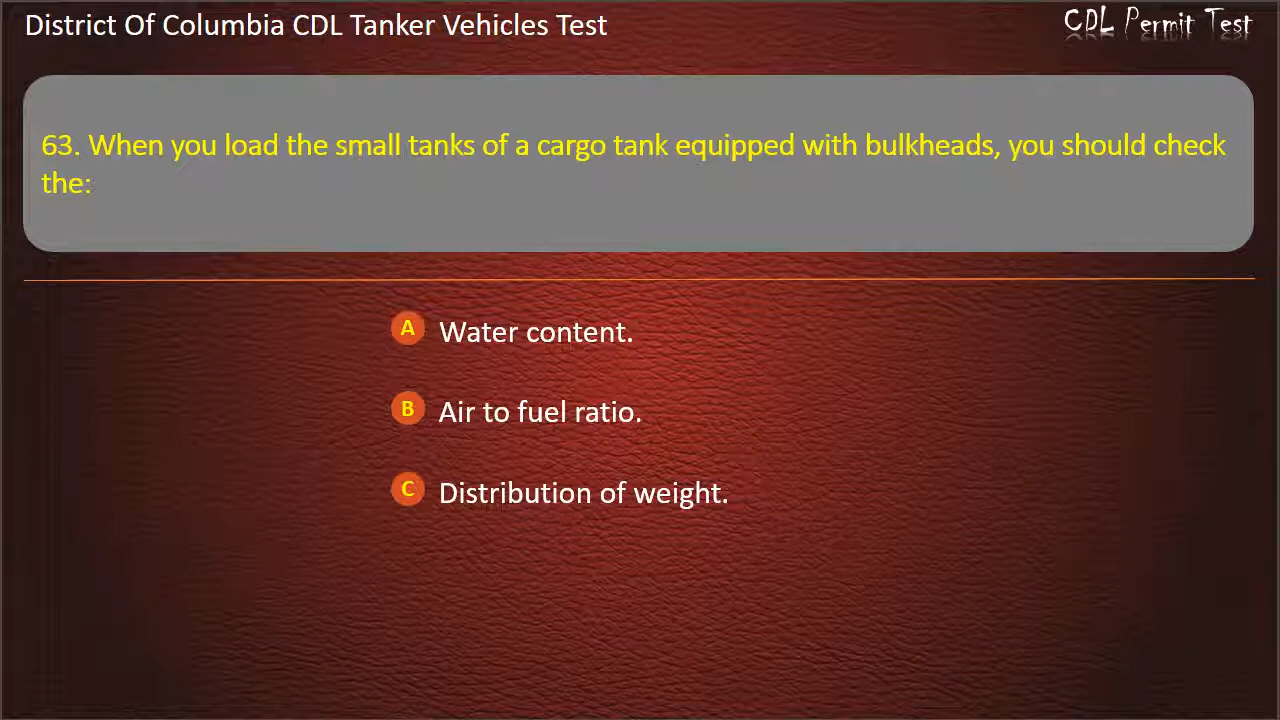 District Of Columbia CDL Tanker Vehicles Test
CDL Permit Test
63. When you load the small tanks of a cargo tank equipped with bulkheads, you should check
the:
A Water content.
B Air to fuel ratio.
C Distribution of weight.